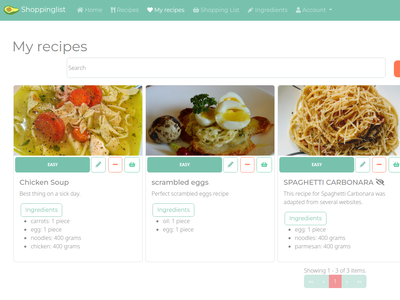 Shoppinglist Home Recipes My recipes Shopping List Ingredients Account
My recipes
Search
EASY
EASY
EASY
Chicken Soup
Best thing on a sick day
Ingredients
carrots: 1 piece
egg: 1 piece
noodles: 400 grams
chicken: 400 grams
scrambled eggs
Perfect scrambled eggs recipe
Ingredients
oil: 1 piece
egg: 1 piece
SPAGHETTI CARBONARA
This recipe for Spaghetti Carbonara was
adapted from several websites.
Ingredients
egg: 1 piece
noodles: 400 grams
parmesan: 400 grams
Showing 1 - 3 of 3 items.
1